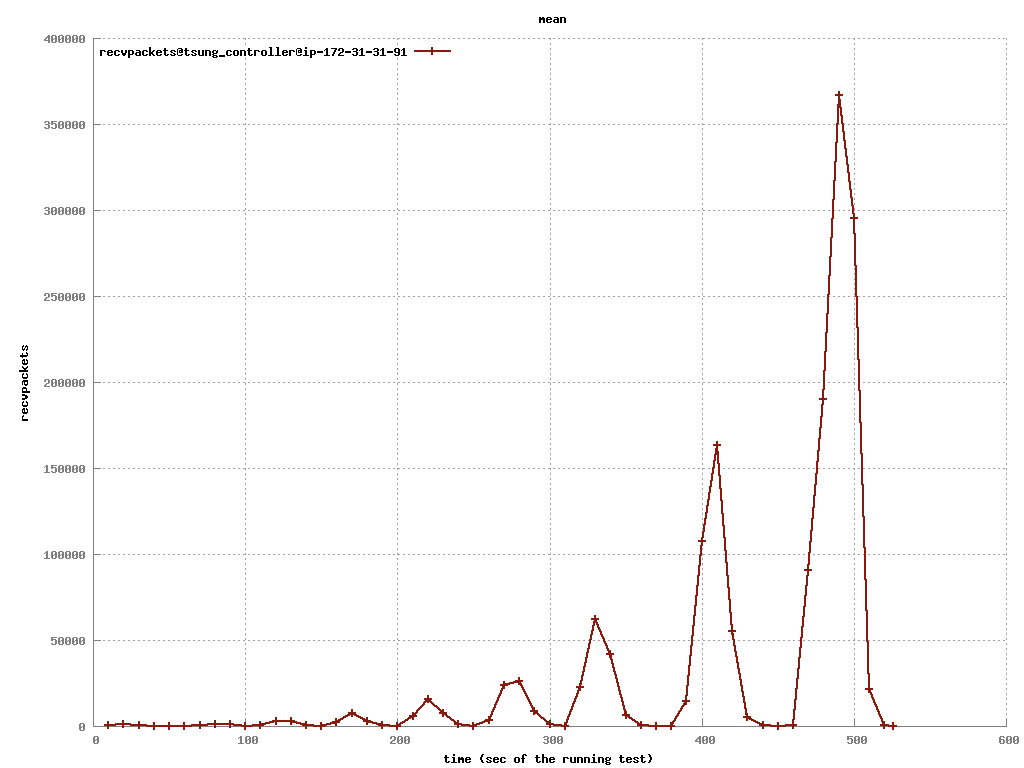 mean
recvpackets@tsung_controller@ip-172-31-31-91
400000
350000
300000
250000
200000
150000
100000
50000
0
recvpackets
0 100 200 300 400 500 600
time (sec of the running test)